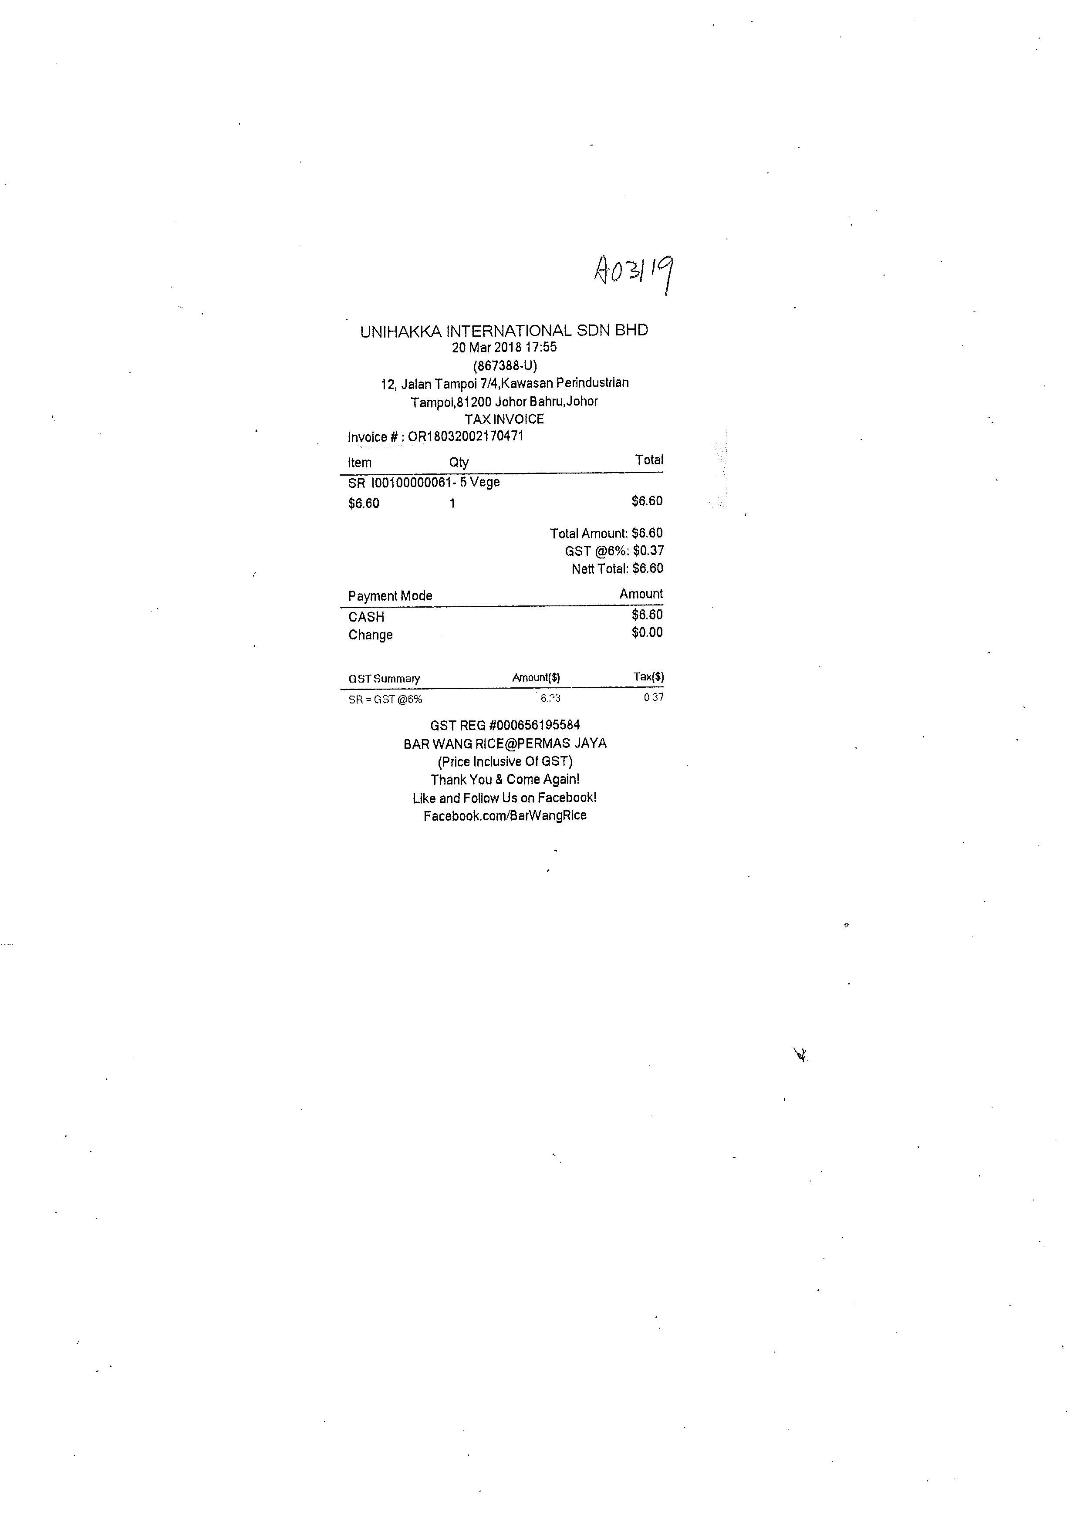 A03119
UNIHAKKA INTERNATIONAL SDN BHD
20 Mar 2018 17:55
(867388-U)
12, Jalan Tampoi 7/4,Kawasan Perindustrian
Tampoi,81200 Johor Bahru,Johor
TAX INVOICE
Invoice # : OR18032002170471
Item Qty Total
SR I00100000061- 5 Vege
$6.60 1 $6.60
Total Amount: $6.60
GST @6%: $0.37
Nett Total: $6.60
Payment Mode Amount
CASH $6.60
Change $0.00
GST Summary Amount($) Tax($)
SR = GST @6% 6.23 0.37
GST REG #000656195584
BAR WANG RICE@PERMAS JAYA
(Price Inclusive Of GST)
Thank You & Come Again!
Like and Follow Us on Facebook!
Facebook.com/BarWangRice